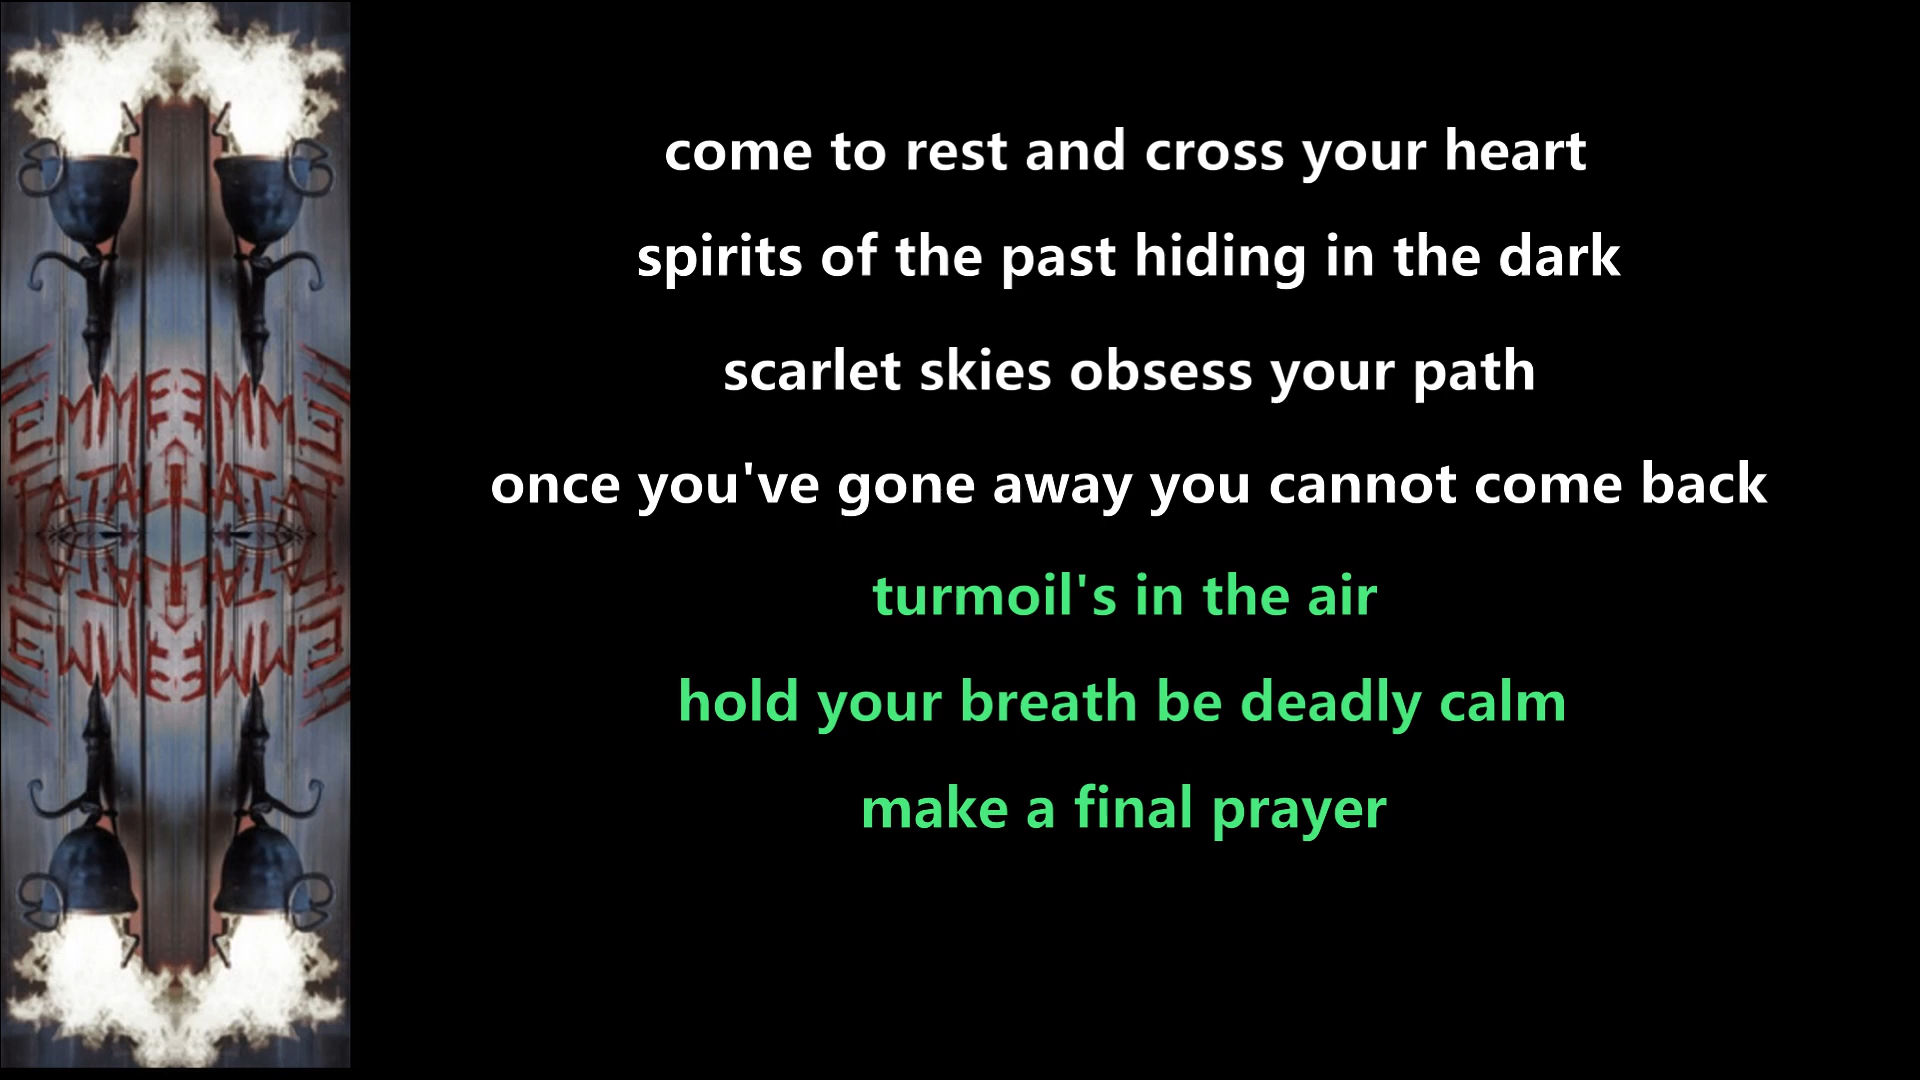 come to rest and cross your heart
spirits of the past hiding in the dark
scarlet skies obsess your path
once you've gone away you cannot come back
turmoil's in the air
hold your breath be deadly calm
make a final prayer